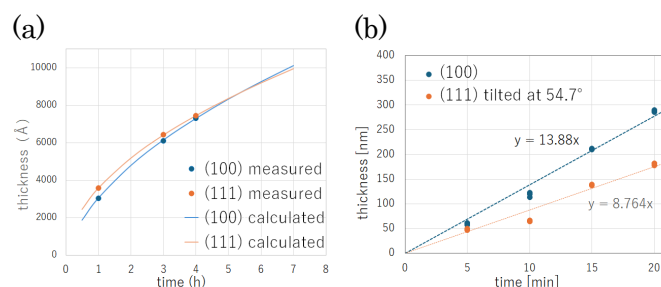 (a)
thickness (Å)
10000
8000
6000
4000
2000
0
0 1 2 3 4 5 6 7 8
time (h)
(100) measured
(111) measured
(100) calculated
(111) calculated
(b)
thickness [nm]
400
350
300
250
200
150
100
50
0
0 5 10 15 20
time [min]
(100)
(111) tilted at 54.7°
y = 13.88x
y = 8.764x